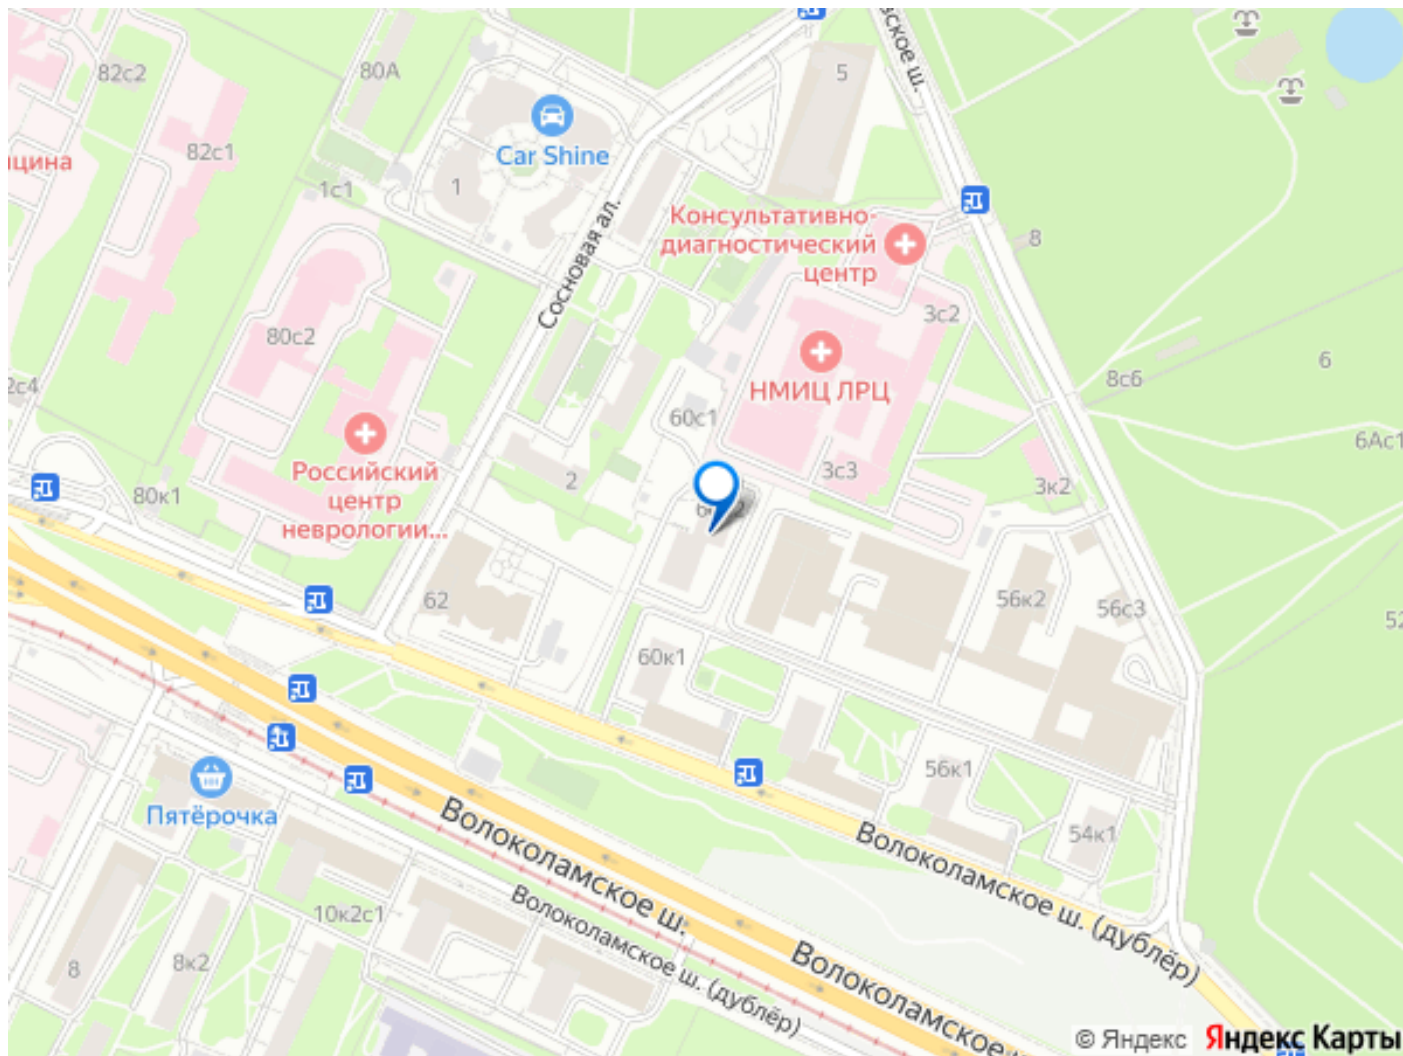 вское ш.
5
82с2
80А
Car Shine
82с1
ицина
1с1
1
Сосновая ал.
Консультативно-
диагностический
центр
8
3с2
80с2
НМИЦ ЛРЦ
8с6
6
2с4
60с1
6Ас1
Российский
центр
неврологии...
80к1
2
3с3
3к2
62
56к2
56с3
52
60к1
56к1
Пятёрочка
Волоколамское ш.
Волоколамское ш. (дублёр)
54к1
10к2с1
8к2
8
Волоколамское ш. (дублёр)
Волоколамское
© Яндекс
Яндекс Карты